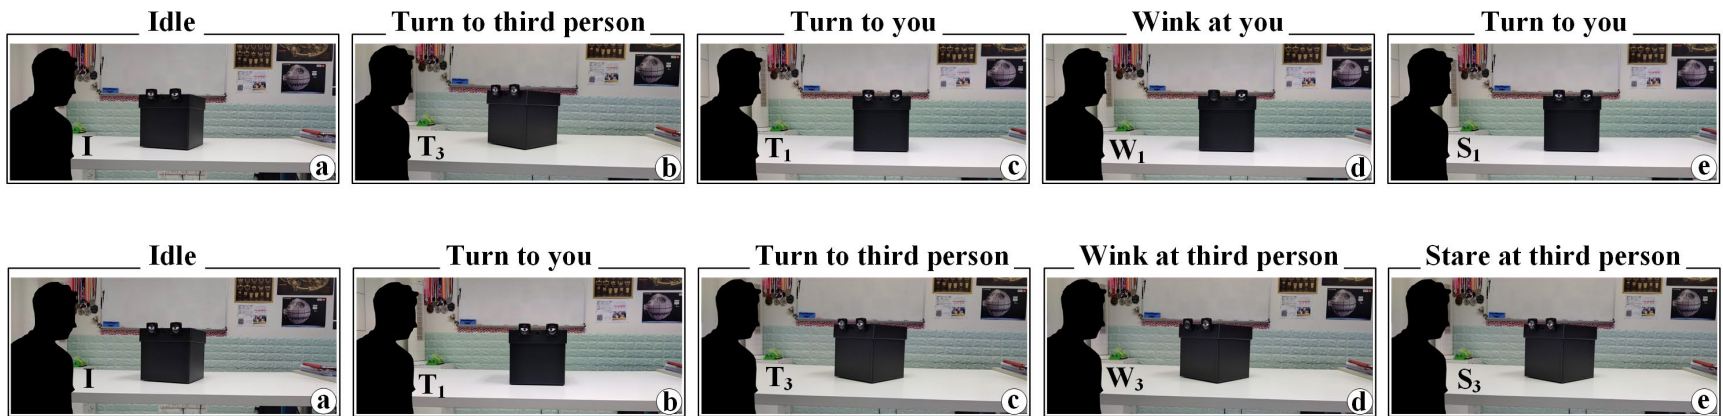 Idle
Turn to third person
Turn to you
Wink at you
Turn to you
I
a
T₃
b
T₁
c
W₁
d
S₁
e
Idle
Turn to you
Turn to third person
Wink at third person
Stare at third person
I
a
T₁
b
T₃
c
W₃
d
S₃
e